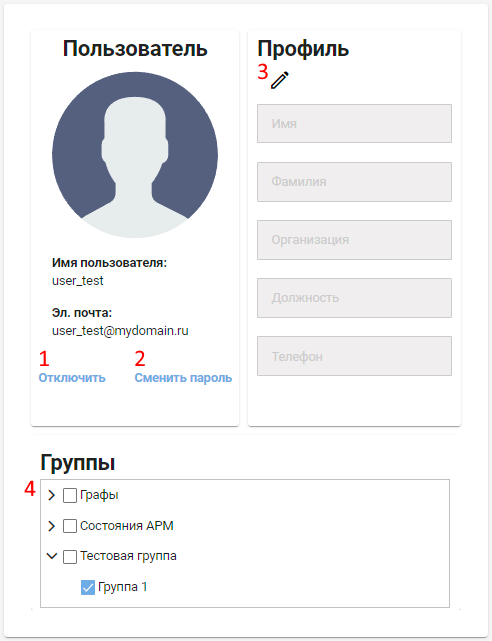 Пользователь
Имя пользователя:
user_test
Эл. почта:
user_test@mydomain.ru
1 2
Отключить Сменить пароль
Профиль
3
Имя
Фамилия
Организация
Должность
Телефон
Группы
4
Графы
Состояния АРМ
Тестовая группа
Группа 1